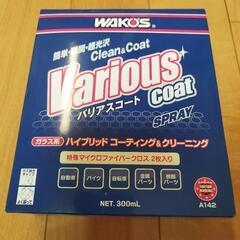 WAKO'S
簡単・瞬間・超光沢
Clean&Coat
Various
バリアスコート
Coat
SPRAY
ガラス系 ハイブリッド コーティング&クリーニング
特殊マイクロファイバークロス 2枚入り
自動車 バイク 自転車 金属パーツ 樹脂パーツ
NET. 300mL
A142